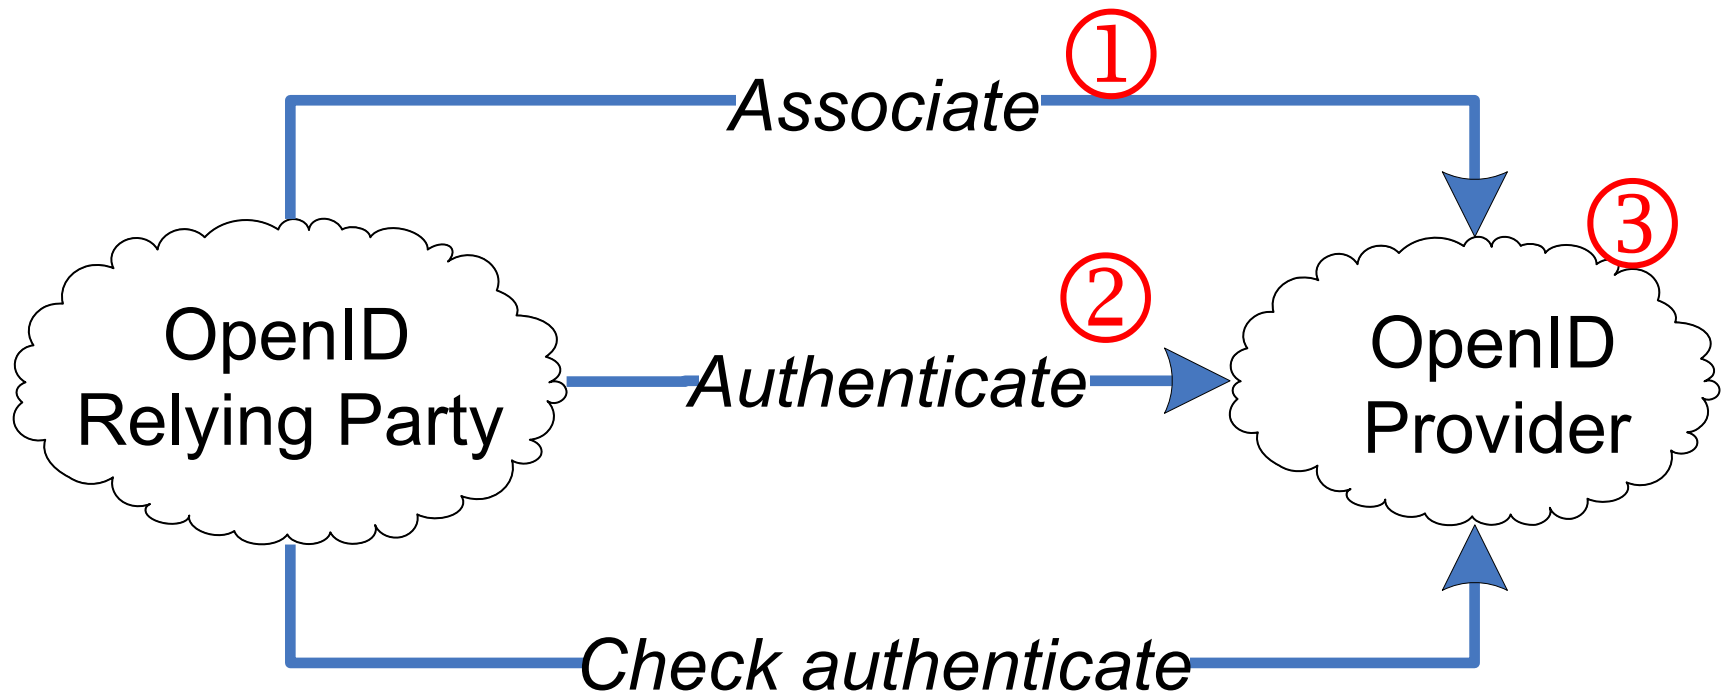 ①
Associate
③
②
OpenID
Relying Party
Authenticate
OpenID
Provider
Check authenticate